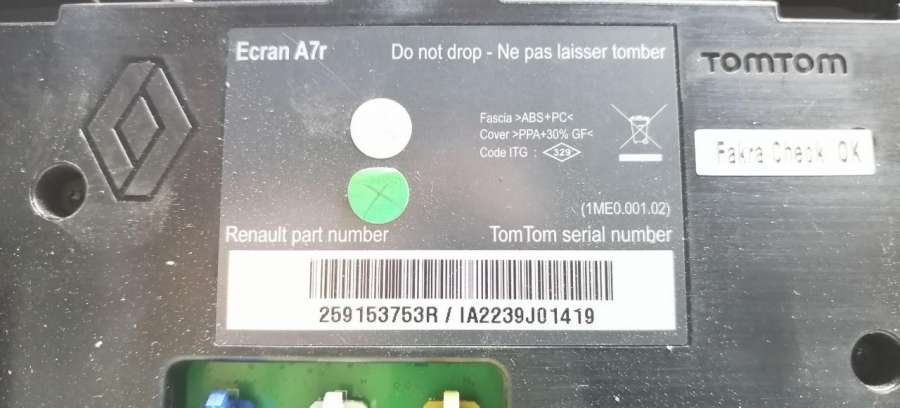 Ecran A7r
Do not drop - Ne pas laisser tomber
TOMTOM
Fascia >ABS+PC<
Cover >PPA+30% GF<
Code ITG : 329
Fakra Check OK
(1ME0.001.02)
Renault part number
TomTom serial number
259153753R / IA2239J01419